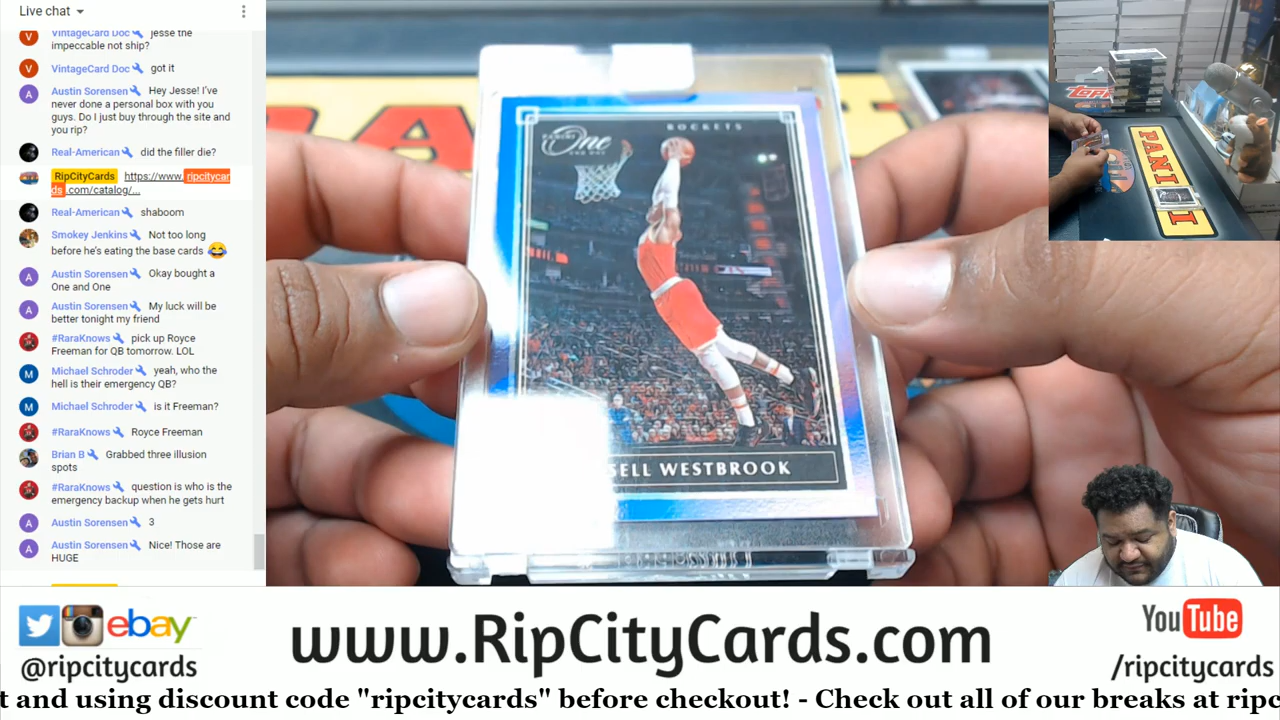 Live chat
VintageCard Doc jesse the
impeccable not ship?
VintageCard Doc got it
Austin Sorensen Hey Jesse! I've
never done a personal box with you
guys. Do I just buy through the site and
you rip?
Real-American did the filler die?
RipCityCards https://www.ripcitycar
ds.com/catalog/...
Real-American shaboom
Smokey Jenkins Not too long
before he's eating the base cards 😂
Austin Sorensen Okay bought a
One and One
Austin Sorensen My luck will be
better tonight my friend
#RaraKnows pick up Royce
Freeman for QB tomorrow. LOL
Michael Schroder yeah, who the
hell is their emergency QB?
Michael Schroder is it Freeman?
#RaraKnows Royce Freeman
Brian B Grabbed three illusion
spots
#RaraKnows question is who is the
emergency backup when he gets hurt
Austin Sorensen 3
Austin Sorensen Nice! Those are
HUGE
PANINI
One
AND ONE
ROCKETS
SELL WESTBROOK
Topps
PANINI
ebay
@ripcitycards
www.RipCityCards.com
YouTube
/ripcitycards
t and using discount code "ripcitycards" before checkout! - Check out all of our breaks at ripc